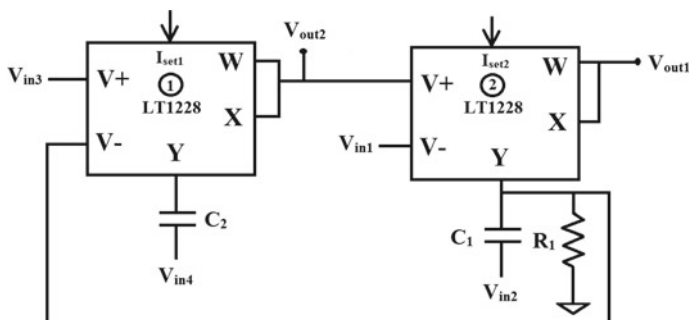 Iset1
1
LT1228
Vin3
V+
V-
W
X
Y
C2
Vin4
Vout2
Iset2
2
LT1228
V+
V-
Vin1
W
X
Y
Vout1
C1
R1
Vin2